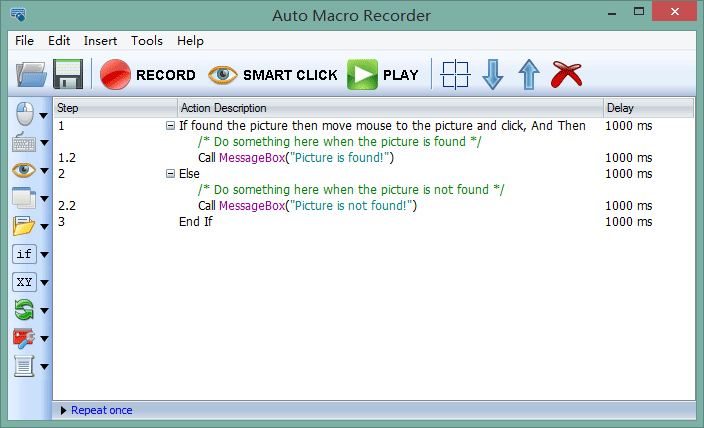 Auto Macro Recorder
File Edit Insert Tools Help
RECORD SMART CLICK PLAY
Step Action Description Delay
1 If found the picture then move mouse to the picture and click, And Then 1000 ms
/* Do something here when the picture is found */
1.2 Call MessageBox("Picture is found!") 1000 ms
2 Else 1000 ms
/* Do something here when the picture is not found */
2.2 Call MessageBox("Picture is not found!") 1000 ms
3 End If 1000 ms
if
XY
Repeat once